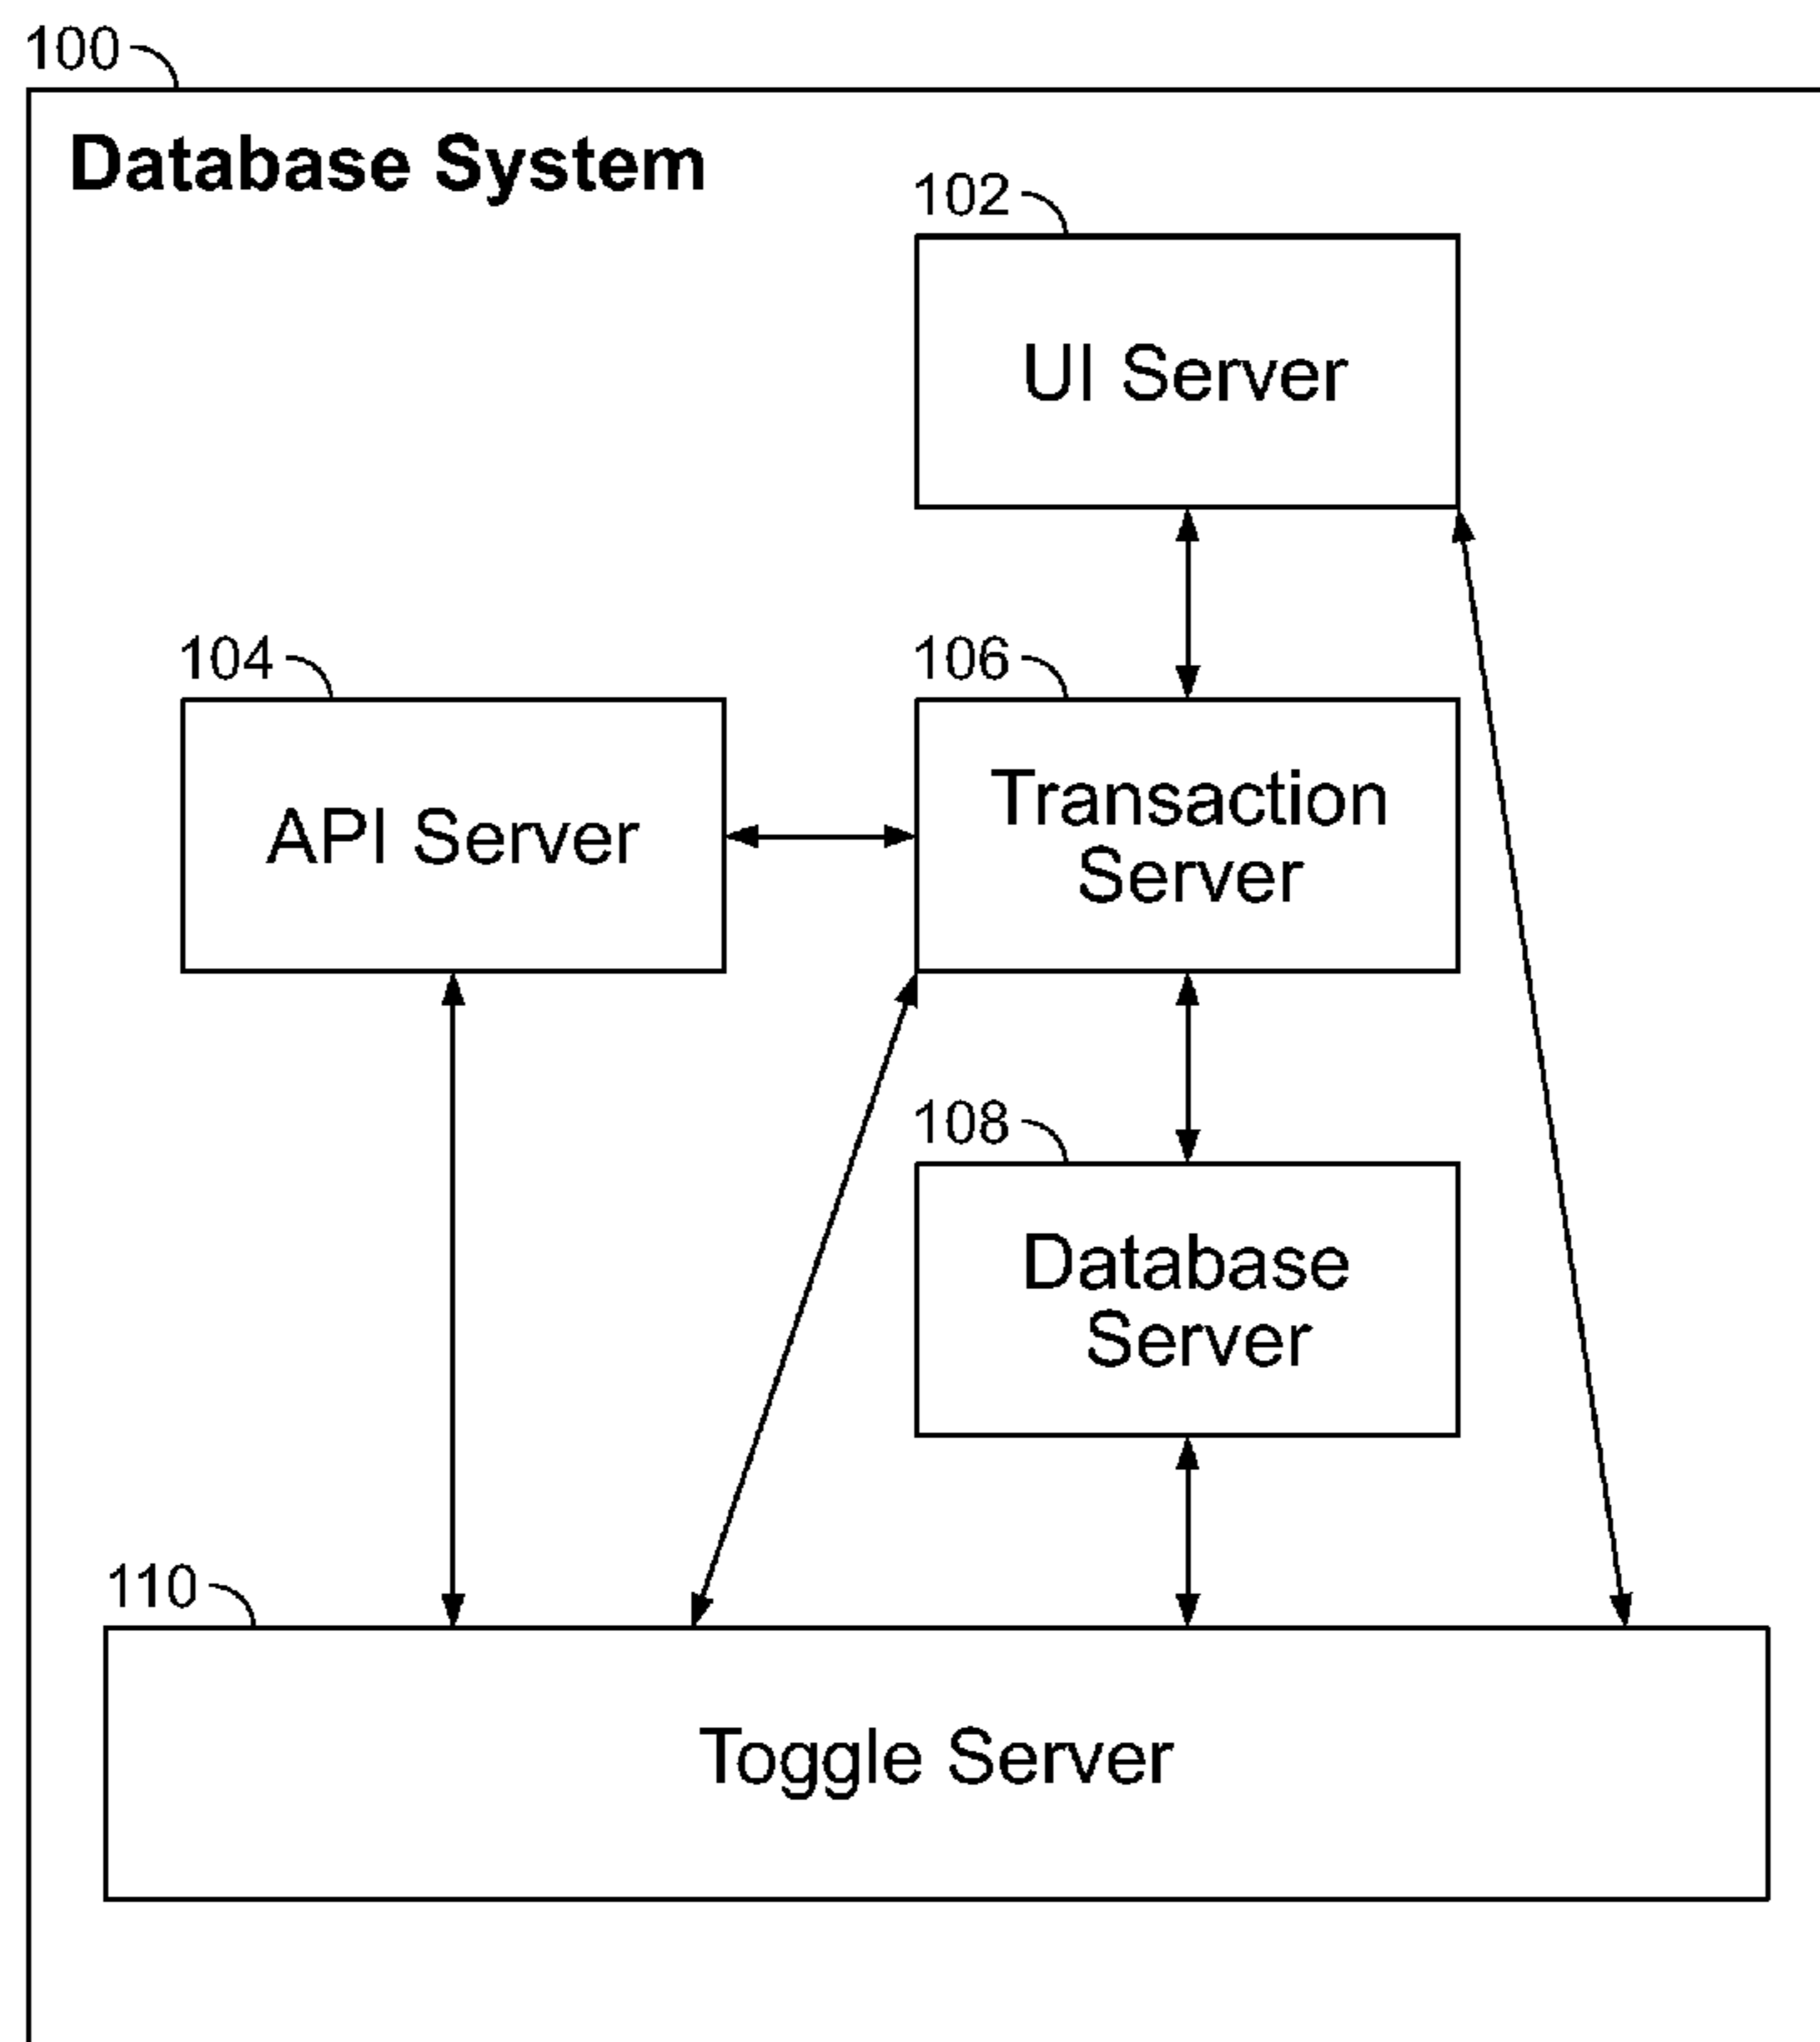 100
Database System
102
UI Server
104
API Server
106
Transaction
Server
108
Database
Server
110
Toggle Server